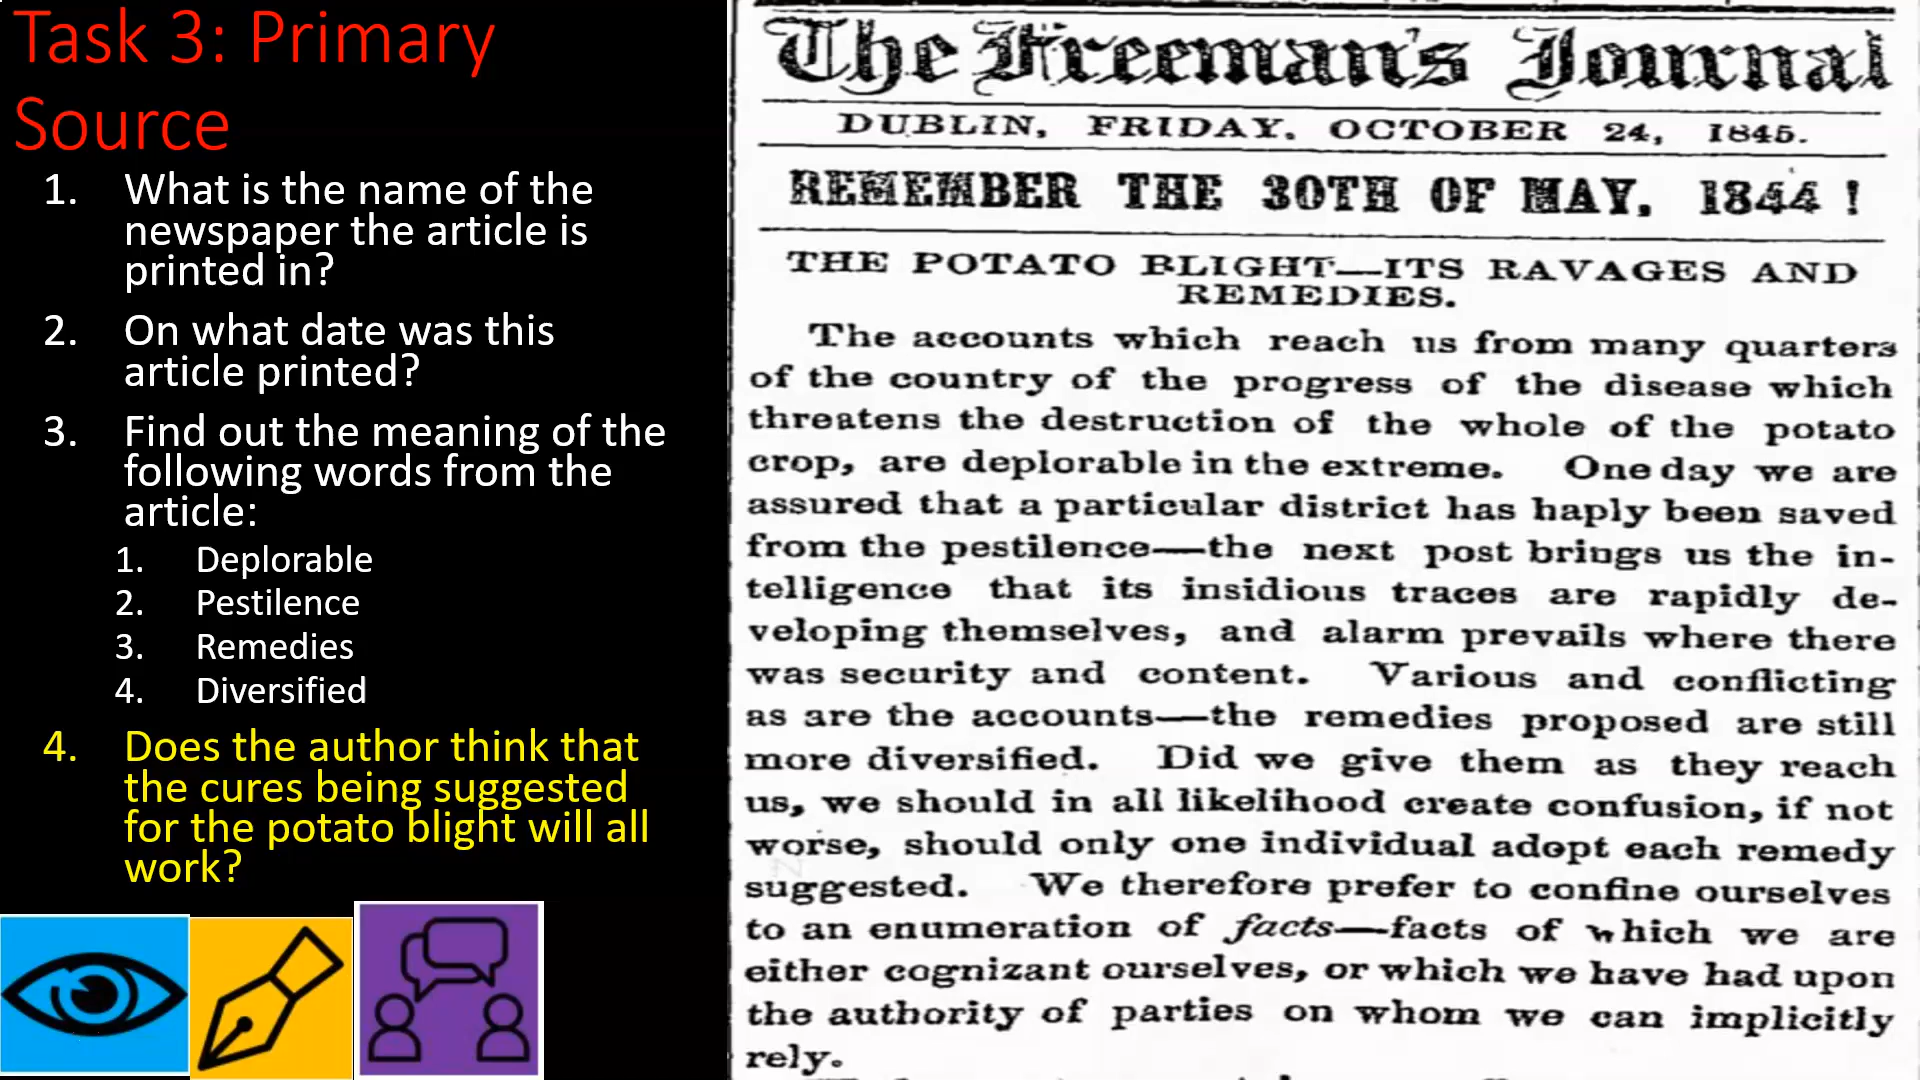 Task 3: Primary
Source
1. What is the name of the
newspaper the article is
printed in?
2. On what date was this
article printed?
3. Find out the meaning of the
following words from the
article:
1. Deplorable
2. Pestilence
3. Remedies
4. Diversified
4. Does the author think that
the cures being suggested
for the potato blight will all
work?
The Freeman's Journal
DUBLIN, FRIDAY, OCTOBER 24, 1845.
REMEMBER THE 30TH OF MAY, 1844!
THE POTATO BLIGHT—ITS RAVAGES AND
REMEDIES.
The accounts which reach us from many quarters
of the country of the progress of the disease which
threatens the destruction of the whole of the potato
crop, are deplorable in the extreme. One day we are
assured that a particular district has haply been saved
from the pestilence—the next post brings us the in-
telligence that its insidious traces are rapidly de-
veloping themselves, and alarm prevails where there
was security and content. Various and conflicting
as are the accounts—the remedies proposed are still
more diversified. Did we give them as they reach
us, we should in all likelihood create confusion, if not
worse, should only one individual adopt each remedy
suggested. We therefore prefer to confine ourselves
to an enumeration of facts—facts of which we are
either cognizant ourselves, or which we have had upon
the authority of parties on whom we can implicitly
rely.